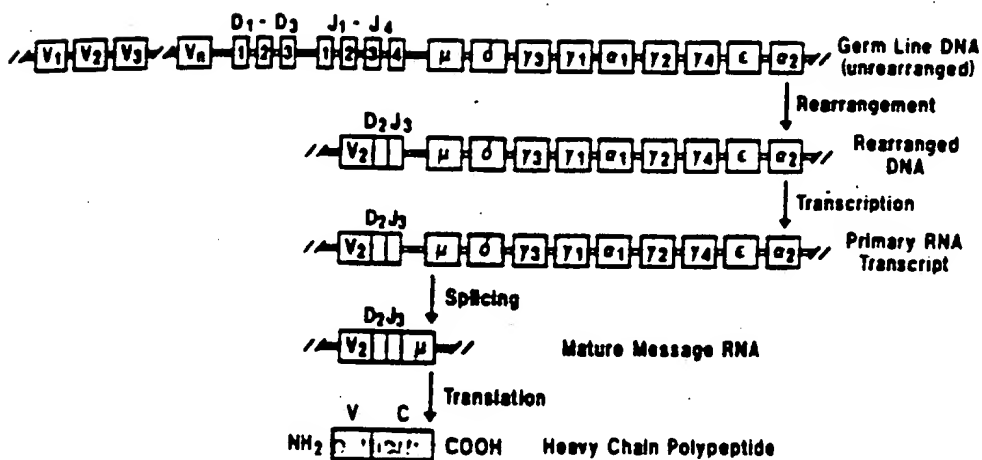 D1 - D3 J1 - J4
V1 V2 V3 Vn 1 2 3 1 2 3 4 μ δ γ3 γ1 α1 γ2 γ4 ε α2 Germ Line DNA
(unrearranged)
Rearrangement
D2J3
V2 μ δ γ3 γ1 α1 γ2 γ4 ε α2 Rearranged
DNA
Transcription
D2J3
V2 μ δ γ3 γ1 α1 γ2 γ4 ε α2 Primary RNA
Transcript
Splicing
D2J3
V2 μ Mature Message RNA
Translation
V C
NH2 COOH Heavy Chain Polypeptide